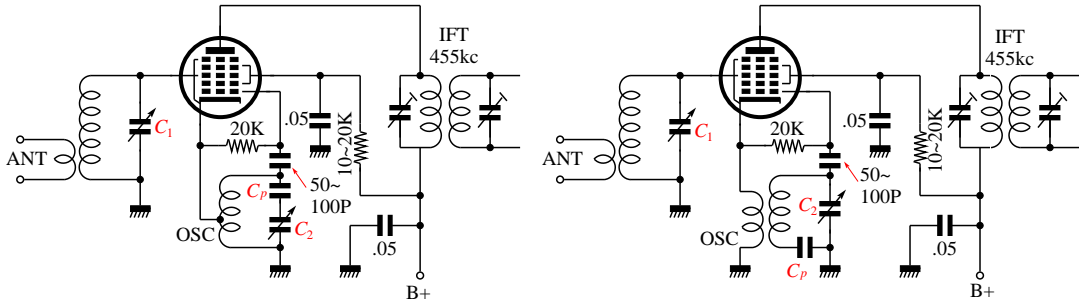 IFT
455kc
C1
ANT
20K
.05
10~20K
50~
100P
Cp
C2
OSC
.05
B+
IFT
455kc
C1
ANT
20K
.05
10~20K
50~
100P
C2
OSC
Cp
.05
B+